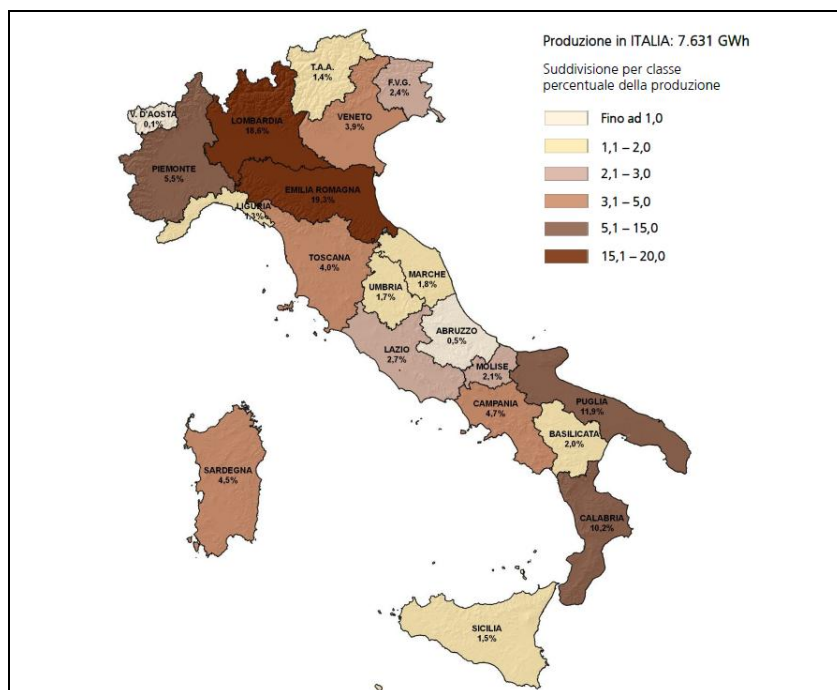 Produzione in ITALIA: 7.631 GWh
Suddivisione per classe
percentuale della produzione
Fino ad 1,0
1,1 – 2,0
2,1 – 3,0
3,1 – 5,0
5,1 – 15,0
15,1 – 20,0
T.A.A.
1,4%
F.V.G.
2,4%
V. D'AOSTA
0,1%
LOMBARDIA
18,6%
VENETO
3,9%
PIEMONTE
5,5%
EMILIA ROMAGNA
19,3%
LIGURIA
1,3%
TOSCANA
4,0%
MARCHE
1,8%
UMBRIA
1,7%
ABRUZZO
0,5%
LAZIO
2,7%
MOLISE
2,1%
CAMPANIA
4,7%
PUGLIA
11,9%
BASILICATA
2,0%
SARDEGNA
4,5%
CALABRIA
10,2%
SICILIA
1,5%